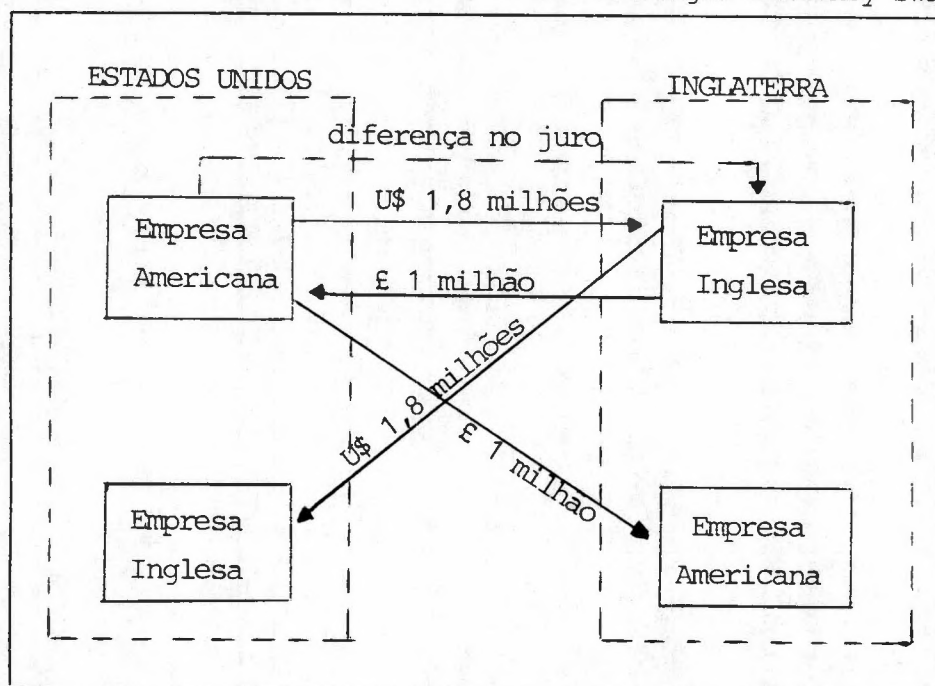 ESTADOS UNIDOS
INGLATERRA
diferença no juro
U$ 1,8 milhões
Empresa
Americana
Empresa
Inglesa
£ 1 milhão
U$ 1,8 milhões
£ 1 milhão
Empresa
Inglesa
Empresa
Americana